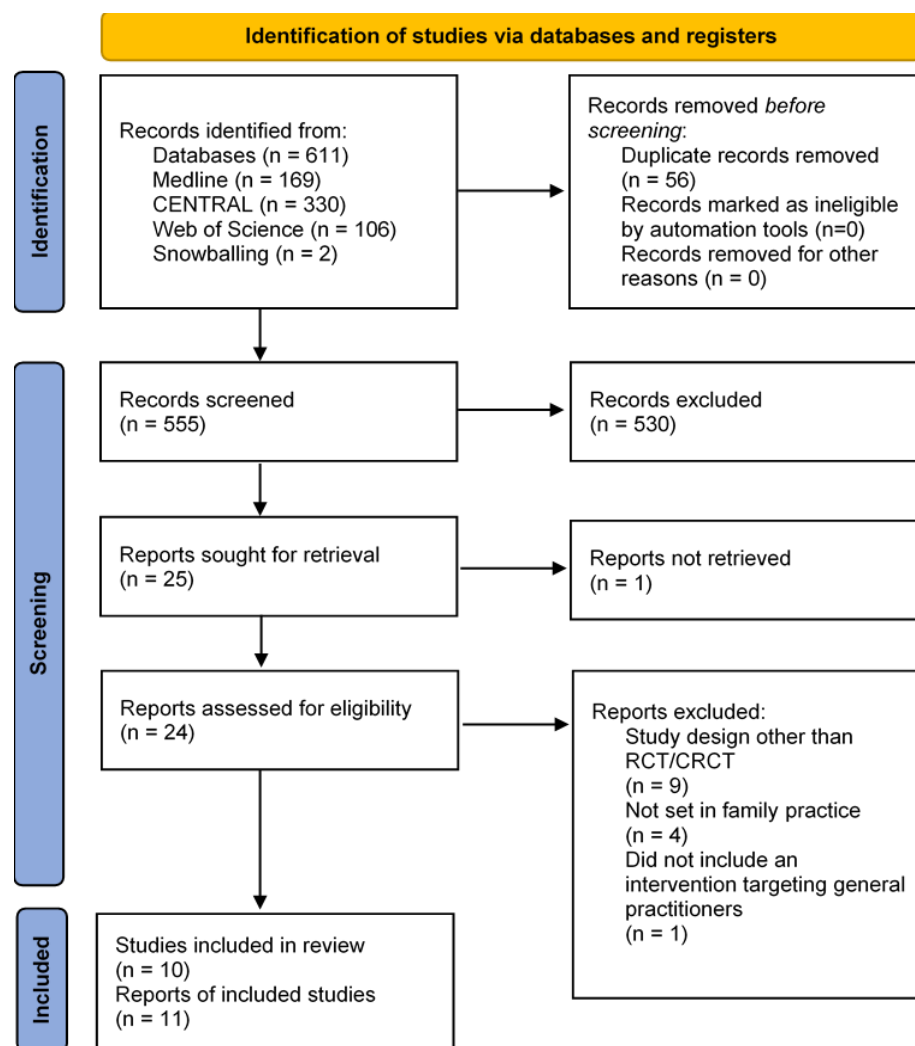 Identification of studies via databases and registers
Identification
Records identified from:
Databases (n = 611)
Medline (n = 169)
CENTRAL (n = 330)
Web of Science (n = 106)
Snowballing (n = 2)
Records removed before
screening:
Duplicate records removed
(n = 56)
Records marked as ineligible
by automation tools (n=0)
Records removed for other
reasons (n = 0)
Screening
Records screened
(n = 555)
Records excluded
(n = 530)
Reports sought for retrieval
(n = 25)
Reports not retrieved
(n = 1)
Reports assessed for eligibility
(n = 24)
Reports excluded:
Study design other than
RCT/CRCT
(n = 9)
Not set in family practice
(n = 4)
Did not include an
intervention targeting general
practitioners
(n = 1)
Included
Studies included in review
(n = 10)
Reports of included studies
(n = 11)